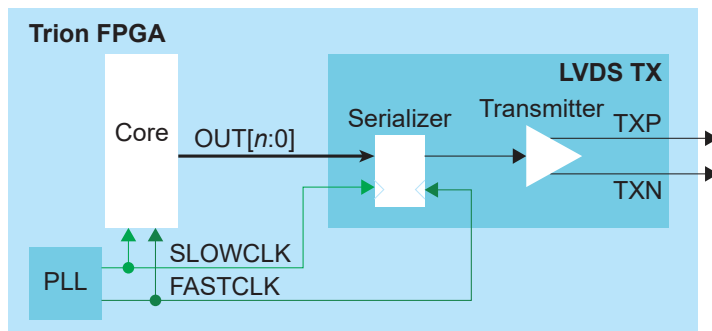 Trion FPGA
LVDS TX
Core
OUT[n:0]
Serializer
Transmitter
TXP
TXN
SLOWCLK
PLL
FASTCLK